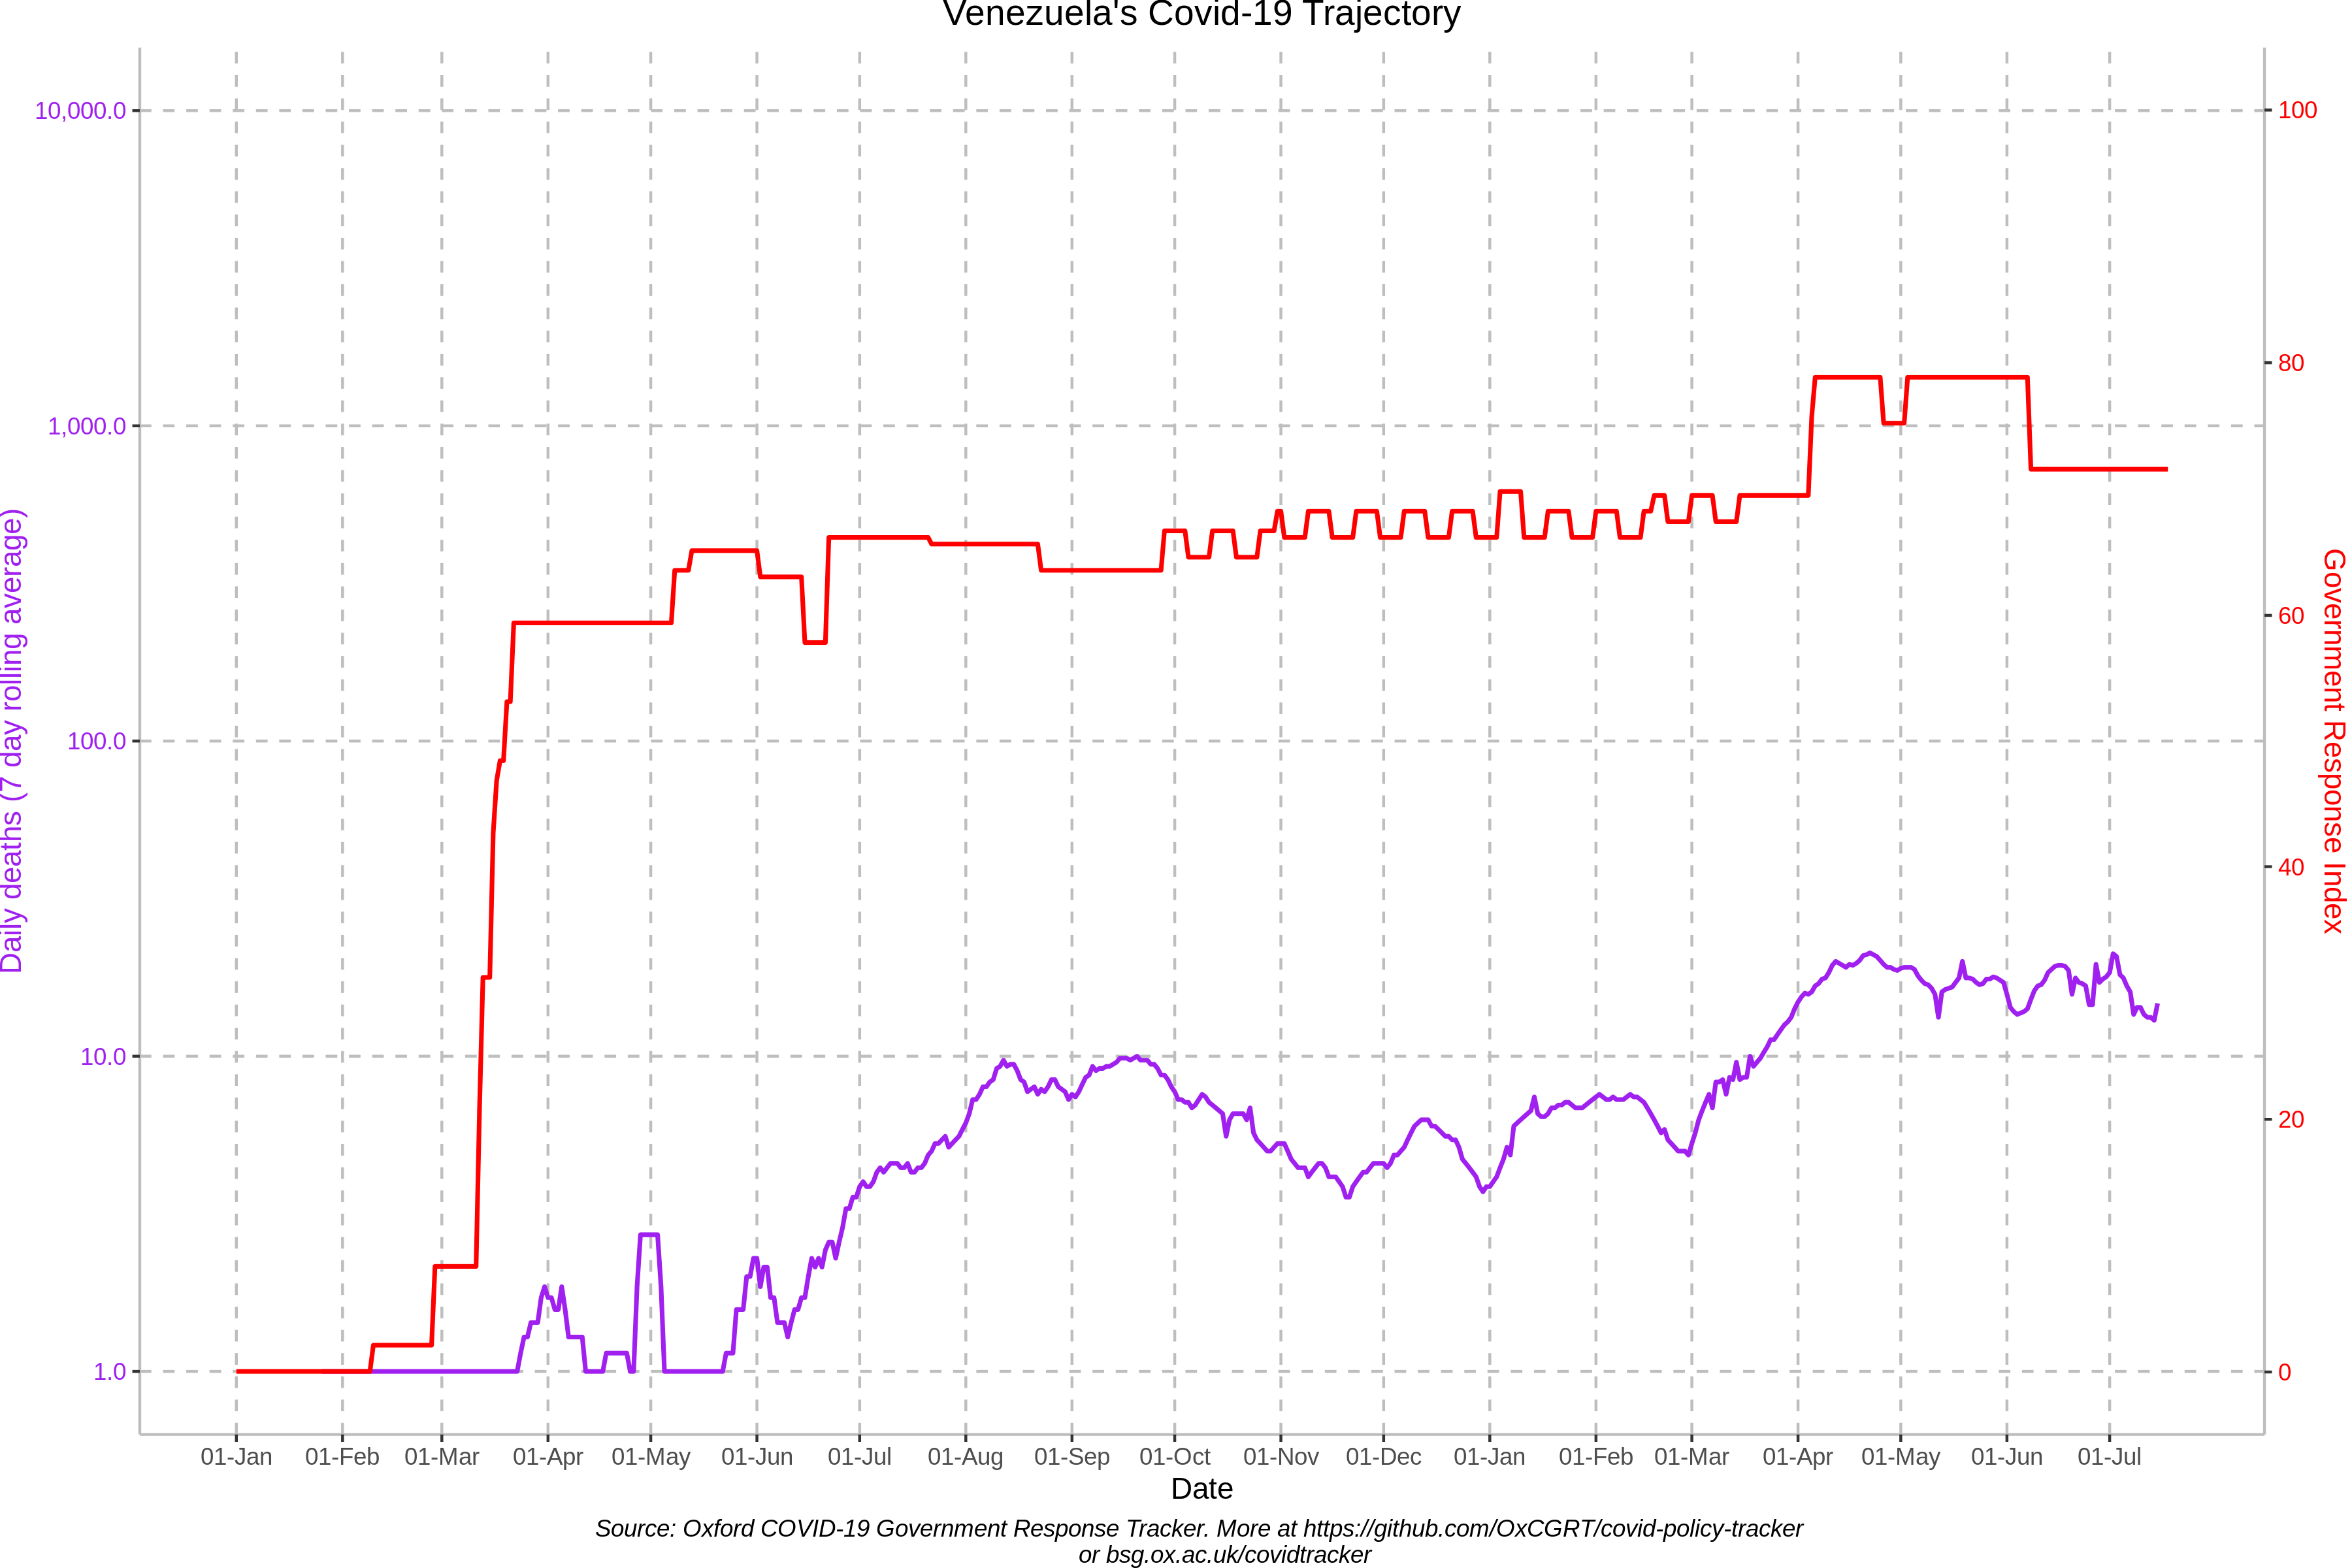 Venezuela's Covid-19 Trajectory
10,000.0
1,000.0
100.0
10.0
1.0
Daily deaths (7 day rolling average)
100
80
60
40
20
0
Government Response Index
01-Jan 01-Feb 01-Mar 01-Apr 01-May 01-Jun 01-Jul 01-Aug 01-Sep 01-Oct 01-Nov 01-Dec 01-Jan 01-Feb 01-Mar 01-Apr 01-May 01-Jun 01-Jul
Date
Source: Oxford COVID-19 Government Response Tracker. More at https://github.com/OxCGRT/covid-policy-tracker
or bsg.ox.ac.uk/covidtracker